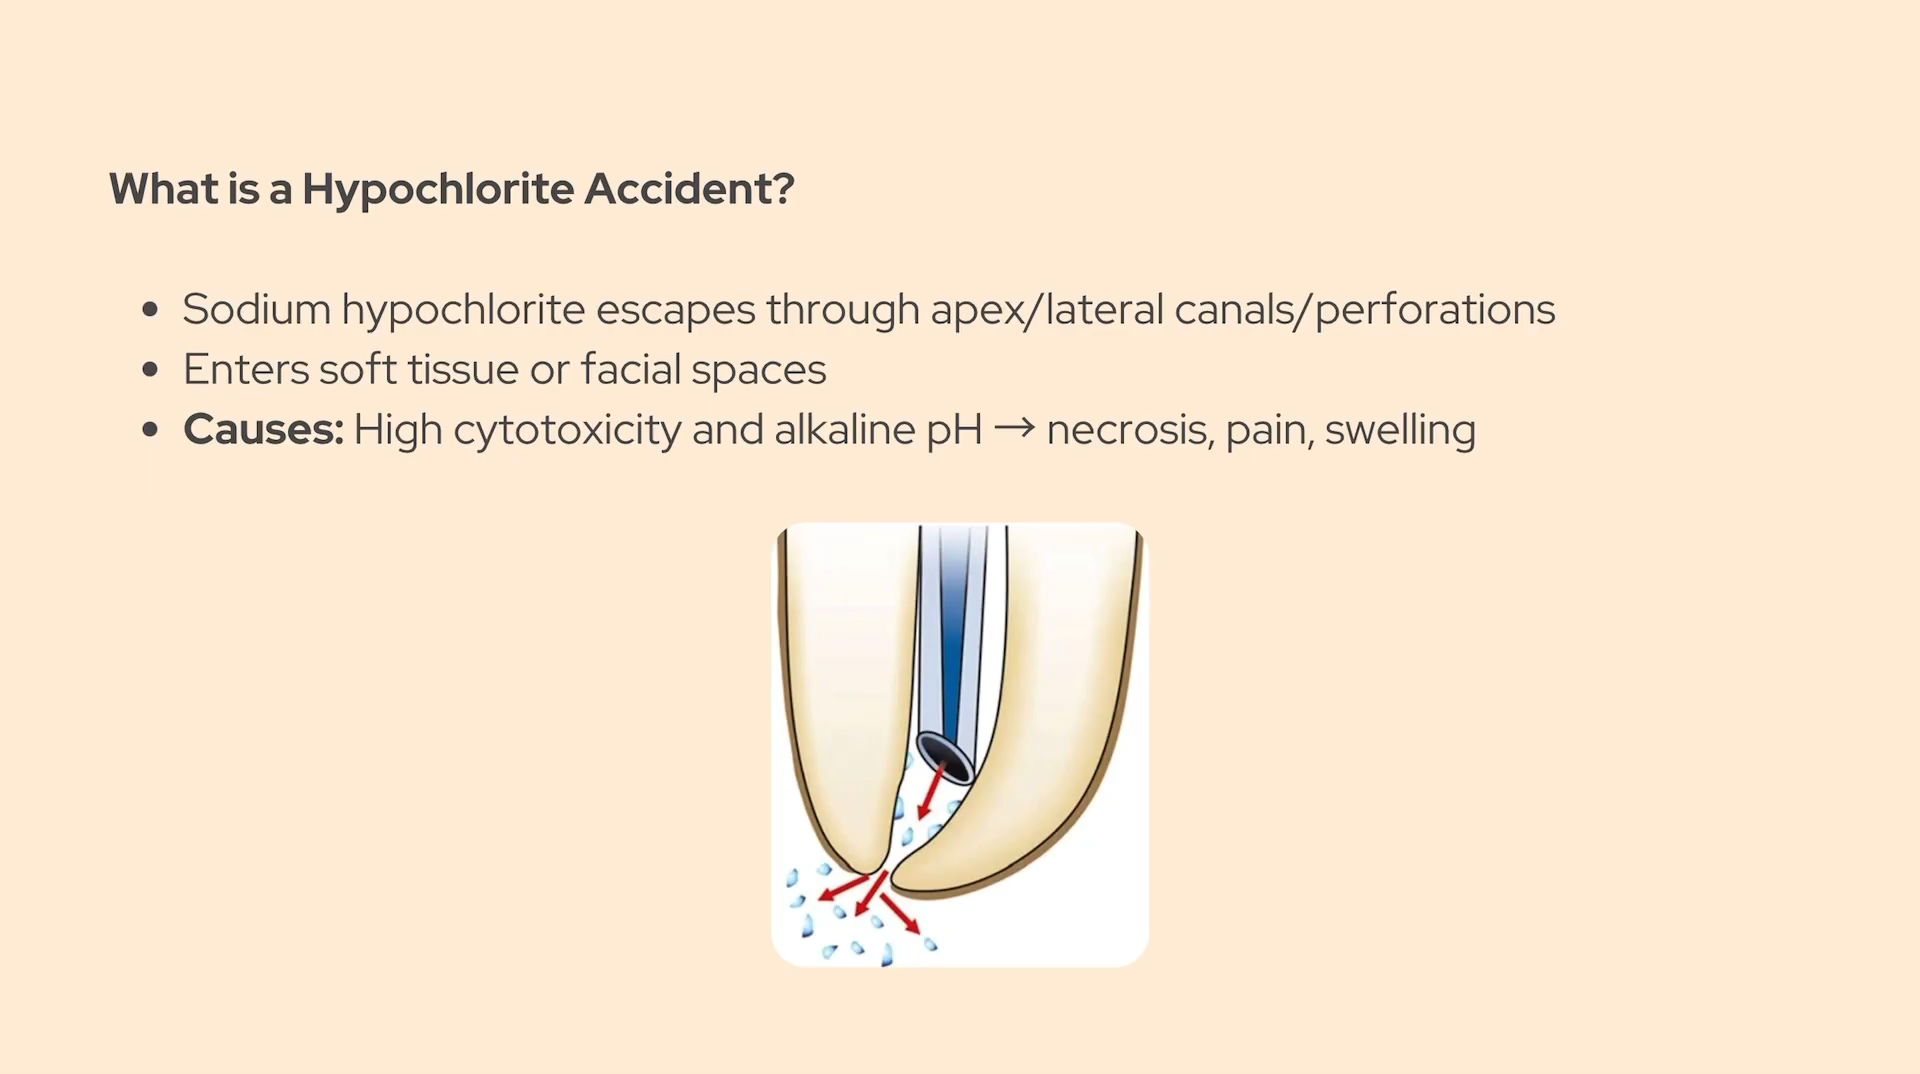 What is a Hypochlorite Accident?
• Sodium hypochlorite escapes through apex/lateral canals/perforations
• Enters soft tissue or facial spaces
• Causes: High cytotoxicity and alkaline pH → necrosis, pain, swelling